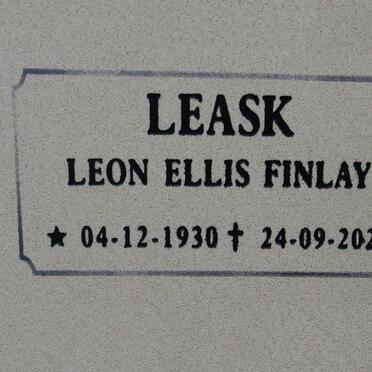 LEASK
LEON ELLIS FINLAY
★ 04-12-1930 ✝ 24-09-202